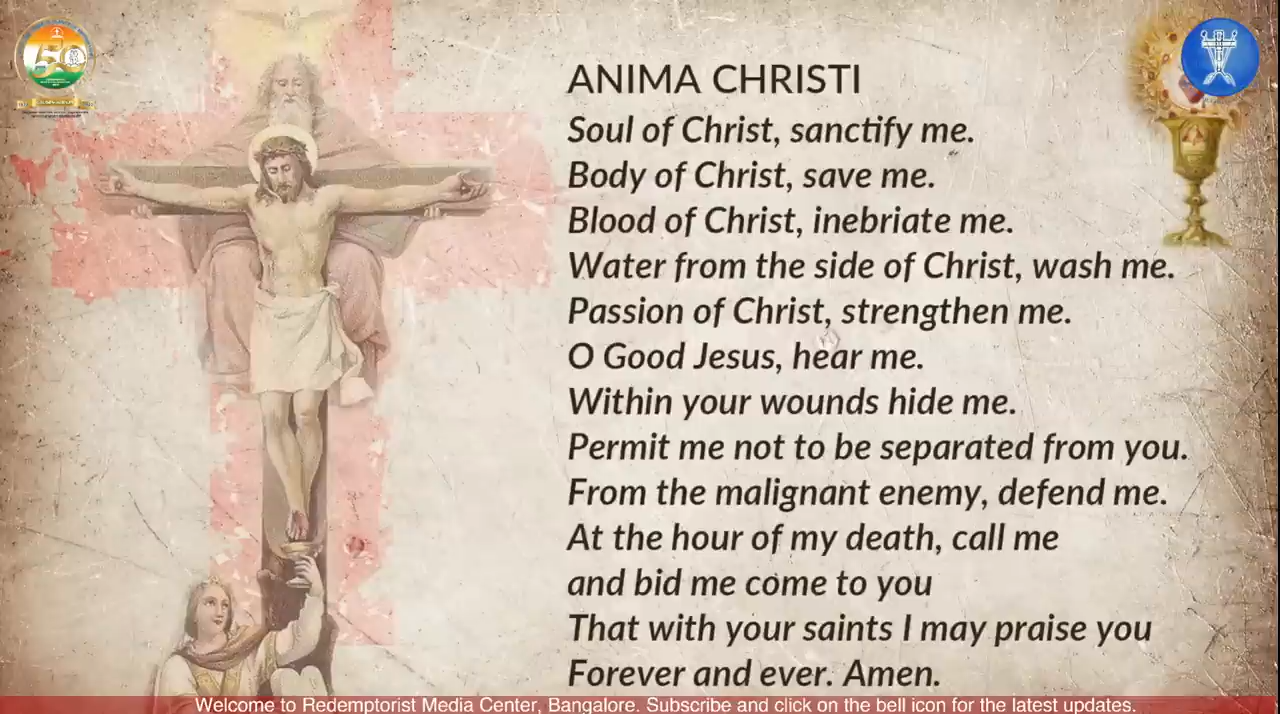 50
ANIMA CHRISTI
Soul of Christ, sanctify me.
Body of Christ, save me.
Blood of Christ, inebriate me.
Water from the side of Christ, wash me.
Passion of Christ, strengthen me.
O Good Jesus, hear me.
Within your wounds hide me.
Permit me not to be separated from you.
From the malignant enemy, defend me.
At the hour of my death, call me
and bid me come to you
That with your saints I may praise you
Forever and ever. Amen.
Welcome to Redemptorist Media Center, Bangalore. Subscribe and click on the bell icon for the latest updates.